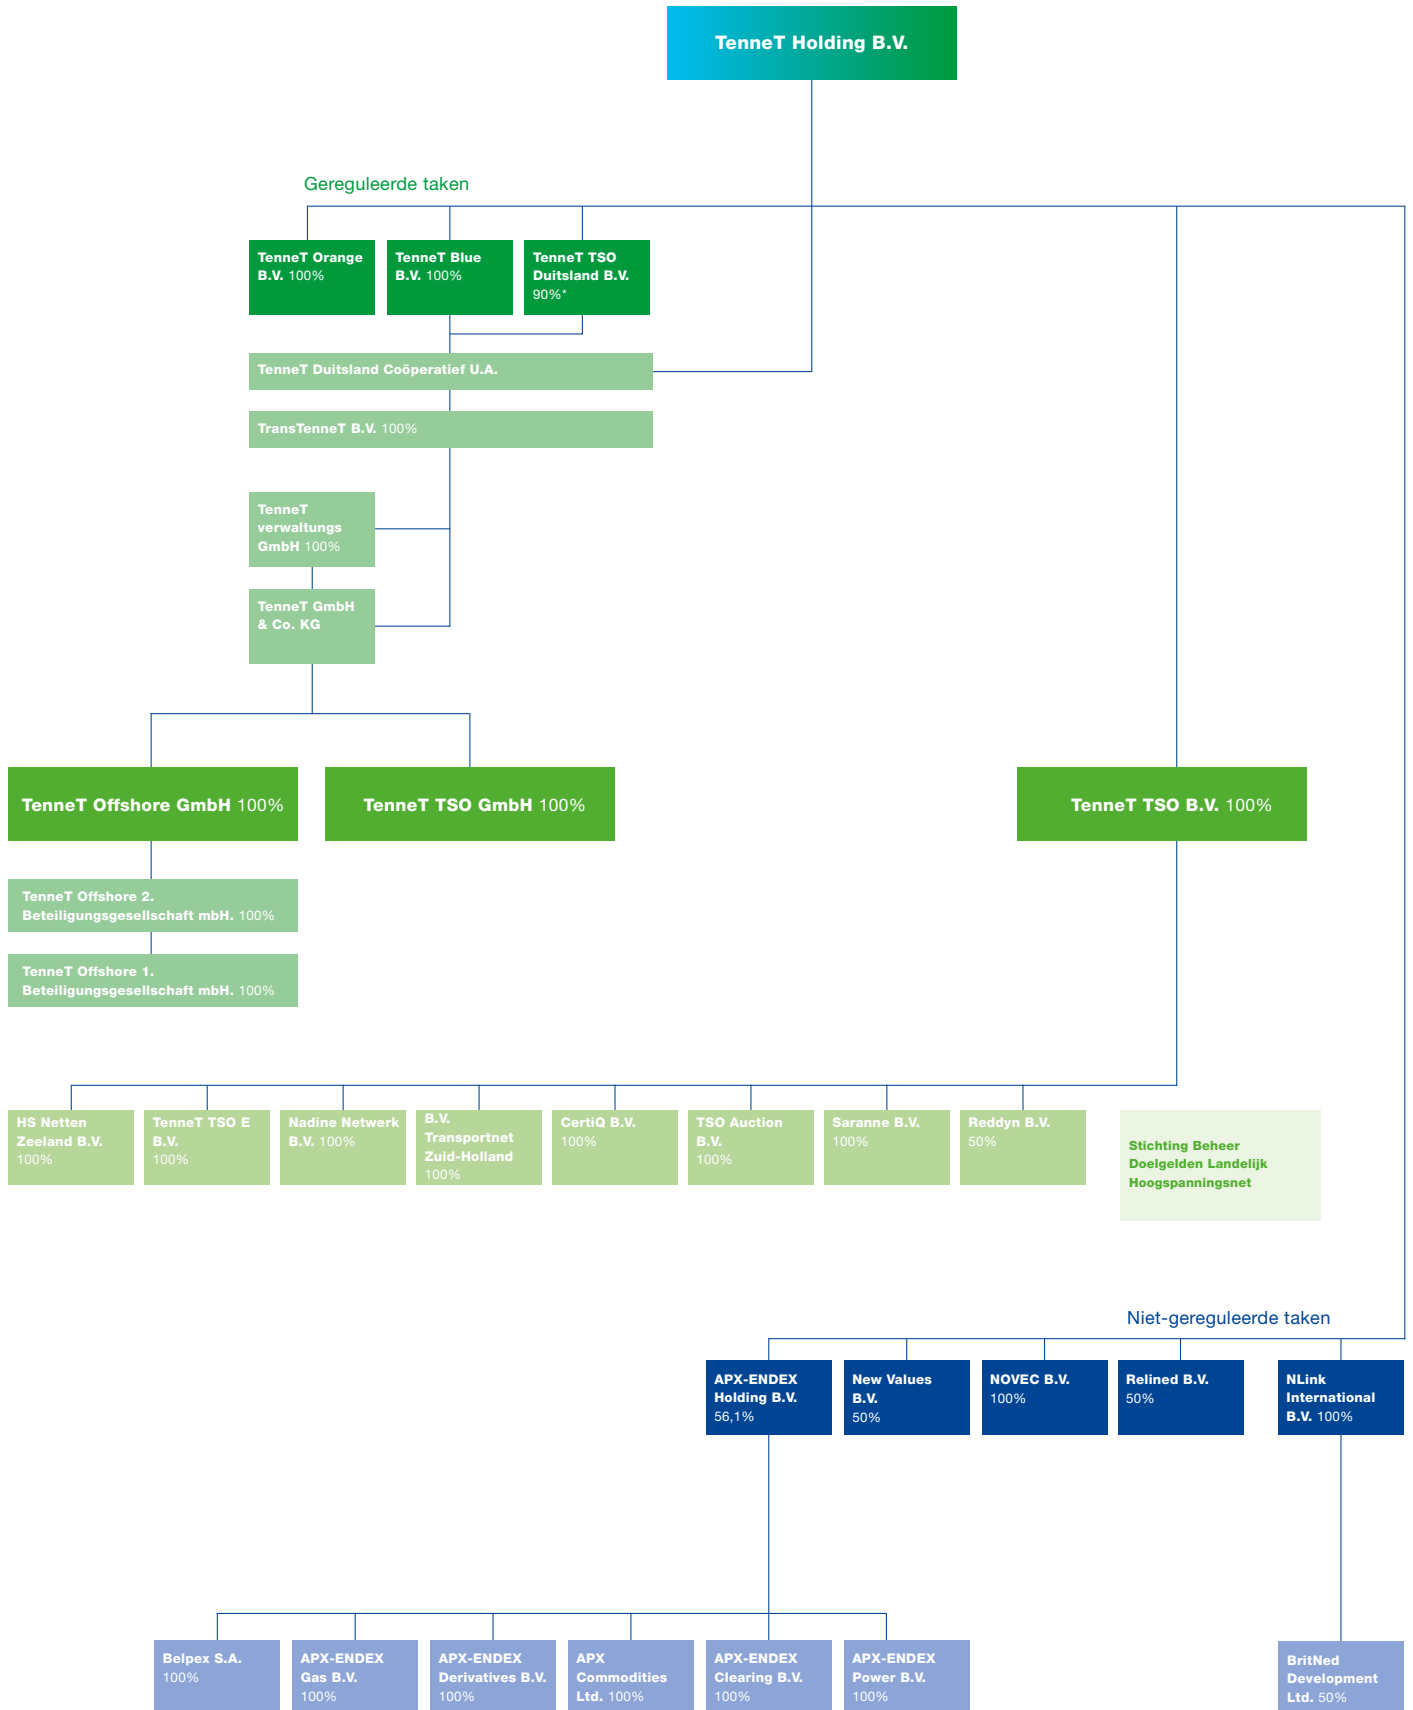 TenneT Holding B.V.
Gereguleerde taken
TenneT Orange
B.V. 100%
TenneT Blue
B.V. 100%
TenneT TSO
Duitsland B.V.
90%*
TenneT Duitsland Coöperatief U.A.
TransTenneT B.V. 100%
TenneT
verwaltungs
GmbH 100%
TenneT GmbH
& Co. KG
TenneT Offshore GmbH 100%
TenneT TSO GmbH 100%
TenneT TSO B.V. 100%
TenneT Offshore 2.
Beteiligungsgesellschaft mbH. 100%
TenneT Offshore 1.
Beteiligungsgesellschaft mbH. 100%
HS Netten
Zeeland B.V.
100%
TenneT TSO E
B.V.
100%
Nadine Netwerk
B.V. 100%
B.V.
Transportnet
Zuid-Holland
100%
CertiQ B.V.
100%
TSO Auction
B.V.
100%
Saranne B.V.
100%
Reddyn B.V.
50%
Stichting Beheer
Doelgelden Landelijk
Hoogspanningsnet
Niet-gereguleerde taken
APX-ENDEX
Holding B.V.
56,1%
New Values
B.V.
50%
NOVEC B.V.
100%
Relined B.V.
50%
NLink
International
B.V. 100%
Belpex S.A.
100%
APX-ENDEX
Gas B.V.
100%
APX-ENDEX
Derivatives B.V.
100%
APX
Commodities
Ltd. 100%
APX-ENDEX
Clearing B.V.
100%
APX-ENDEX
Power B.V.
100%
BritNed
Development
Ltd. 50%